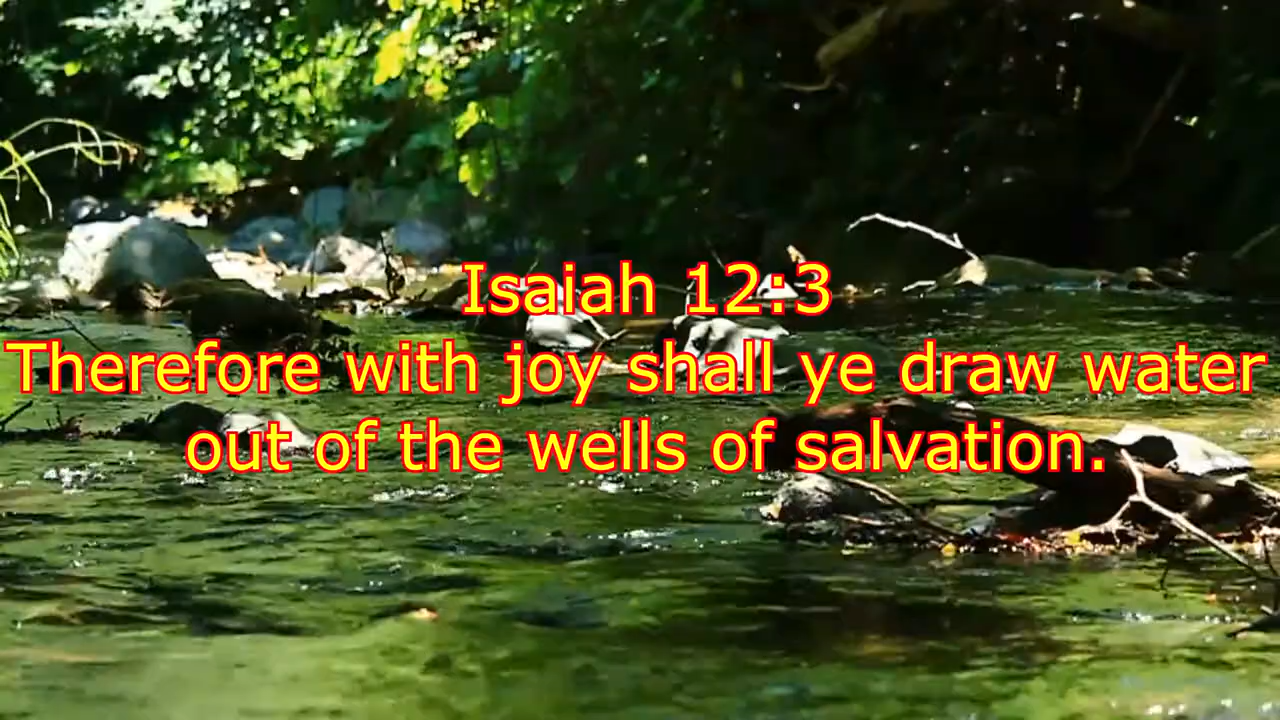 Isaiah 12:3
Therefore with joy shall ye draw water
out of the wells of salvation.